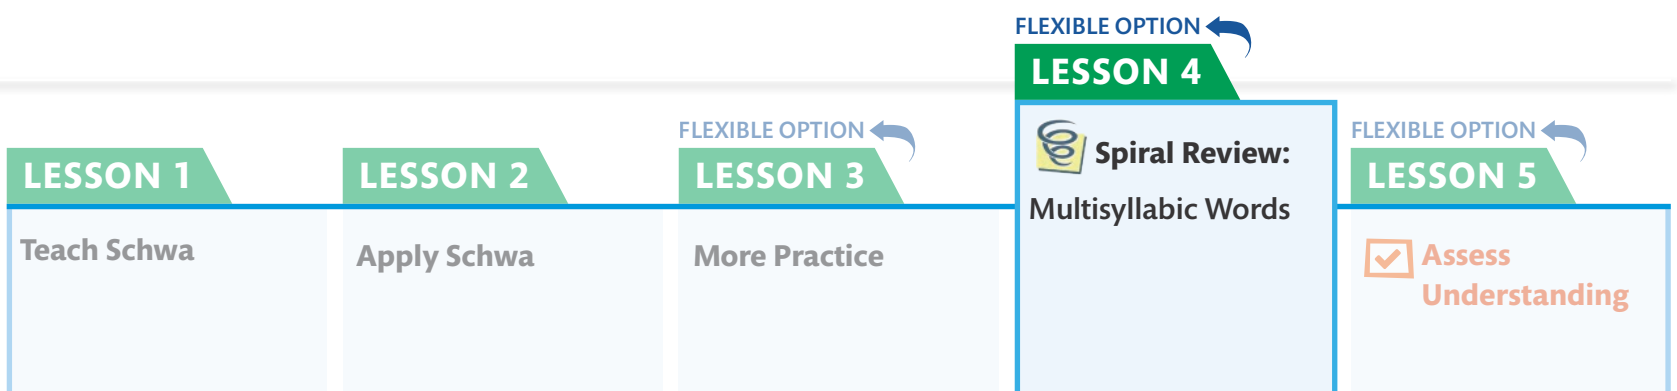 LESSON 1
Teach Schwa
LESSON 2
Apply Schwa
FLEXIBLE OPTION
LESSON 3
More Practice
FLEXIBLE OPTION
LESSON 4
Spiral Review:
Multisyllabic Words
FLEXIBLE OPTION
LESSON 5
Assess
Understanding